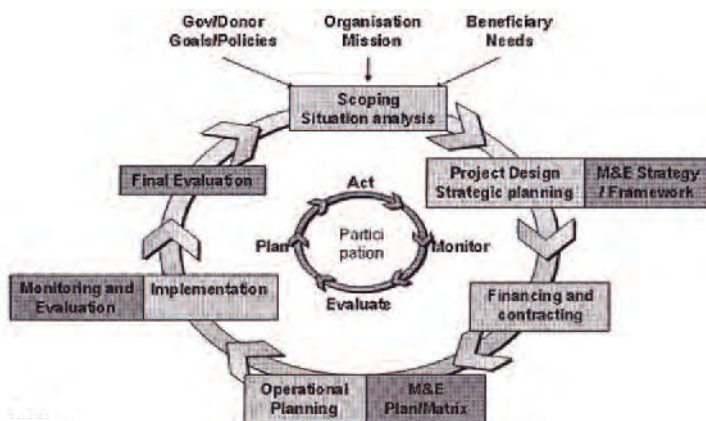 Gov/Donor
Goals/Policies
Organisation
Mission
Beneficiary
Needs
Scoping
Situation analysis
Project Design
Strategic planning
M&E Strategy
/ Framework
Final Evaluation
Act
Plan
Partici
pation
Monitor
Evaluate
Monitoring and
Evaluation
Implementation
Financing and
contracting
Operational
Planning
M&E
Plan/Matrix